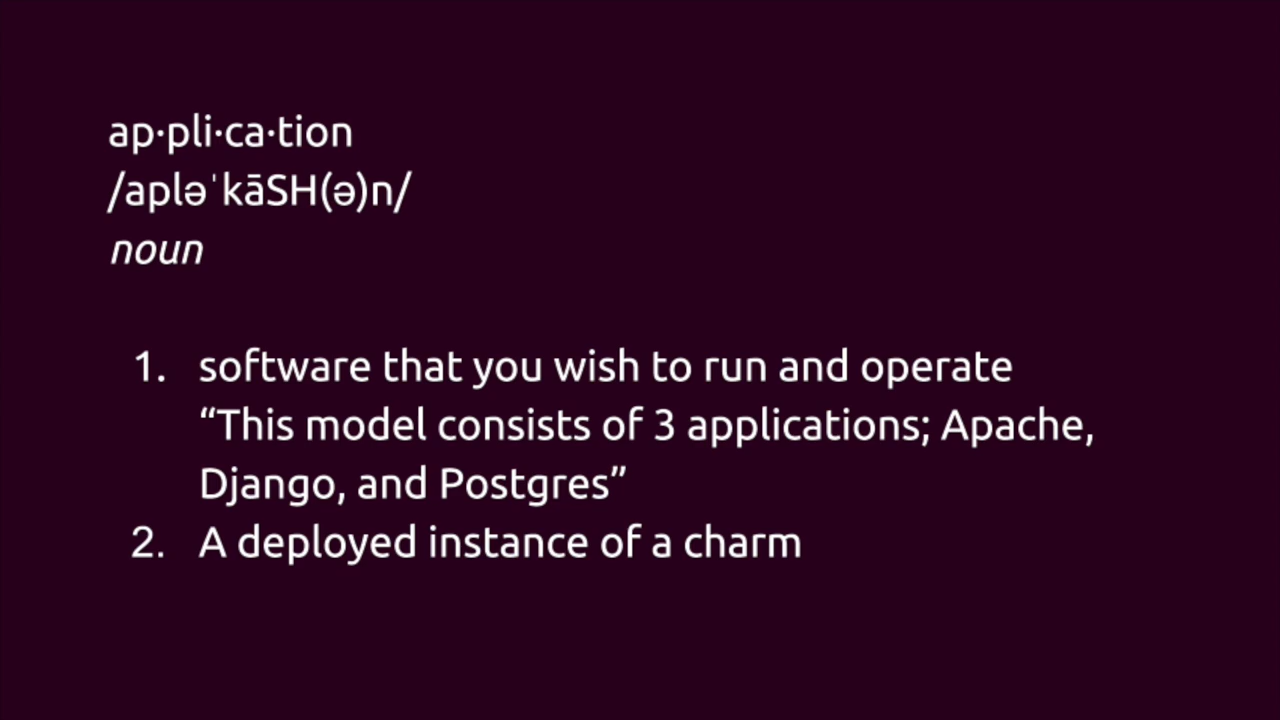 ap·pli·ca·tion
/apləˈkāSH(ə)n/
noun
1. software that you wish to run and operate
“This model consists of 3 applications; Apache,
Django, and Postgres”
2. A deployed instance of a charm